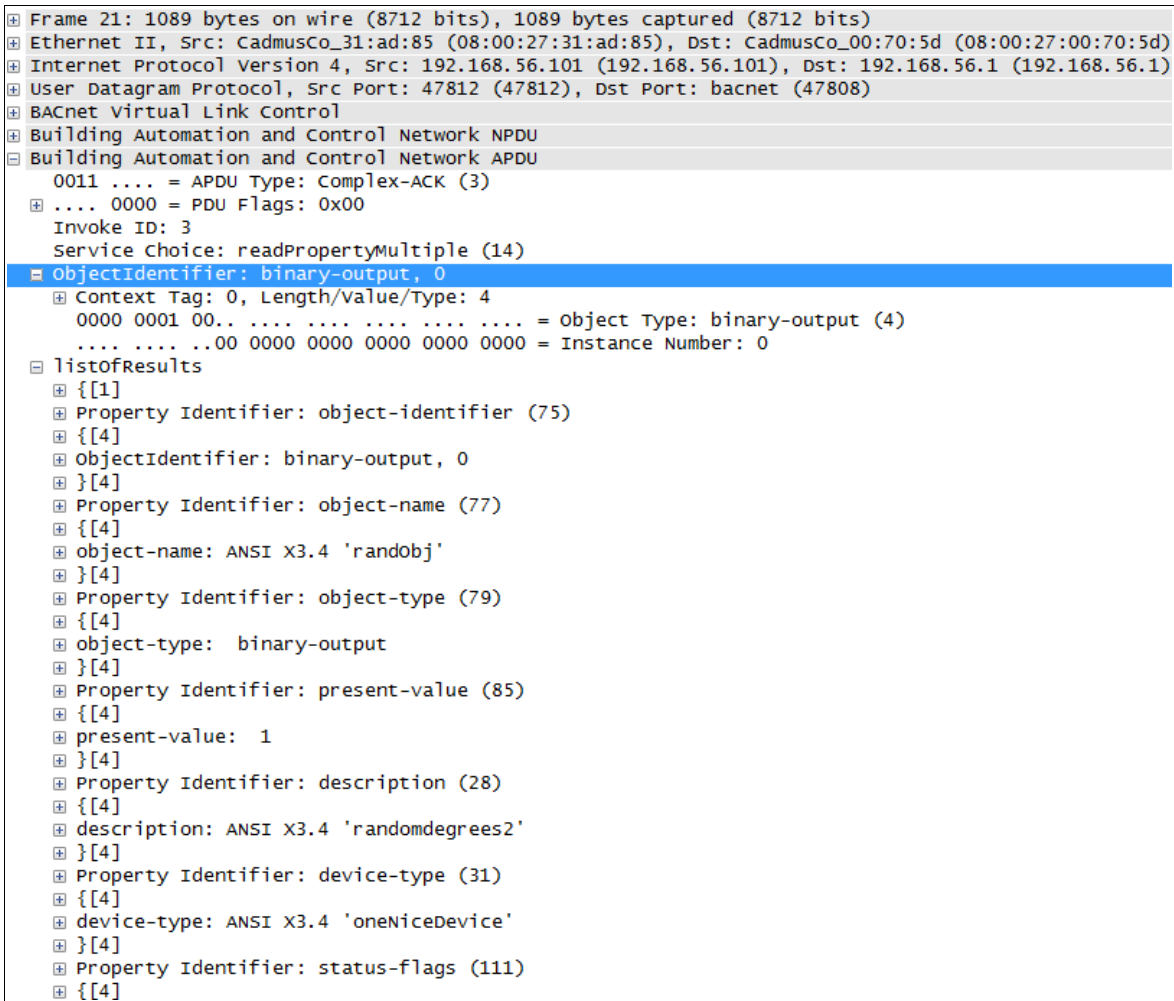 Frame 21: 1089 bytes on wire (8712 bits), 1089 bytes captured (8712 bits)
Ethernet II, Src: CadmusCo_31:ad:85 (08:00:27:31:ad:85), Dst: CadmusCo_00:70:5d (08:00:27:00:70:5d)
Internet Protocol Version 4, Src: 192.168.56.101 (192.168.56.101), Dst: 192.168.56.1 (192.168.56.1)
User Datagram Protocol, Src Port: 47812 (47812), Dst Port: bacnet (47808)
BACnet Virtual Link Control
Building Automation and Control Network NPDU
Building Automation and Control Network APDU
0011 .... = APDU Type: Complex-ACK (3)
.... 0000 = PDU Flags: 0x00
Invoke ID: 3
Service Choice: readPropertyMultiple (14)
ObjectIdentifier: binary-output, 0
Context Tag: 0, Length/Value/Type: 4
0000 0001 00.. .... .... .... .... .... = Object Type: binary-output (4)
.... .... ..00 0000 0000 0000 0000 0000 = Instance Number: 0
listOfResults
{[1]
Property Identifier: object-identifier (75)
{[4]
ObjectIdentifier: binary-output, 0
}[4]
Property Identifier: object-name (77)
{[4]
object-name: ANSI X3.4 'randObj'
}[4]
Property Identifier: object-type (79)
{[4]
object-type:  binary-output
}[4]
Property Identifier: present-value (85)
{[4]
present-value:  1
}[4]
Property Identifier: description (28)
{[4]
description: ANSI X3.4 'randomdegrees2'
}[4]
Property Identifier: device-type (31)
{[4]
device-type: ANSI X3.4 'oneNiceDevice'
}[4]
Property Identifier: status-flags (111)
{[4]